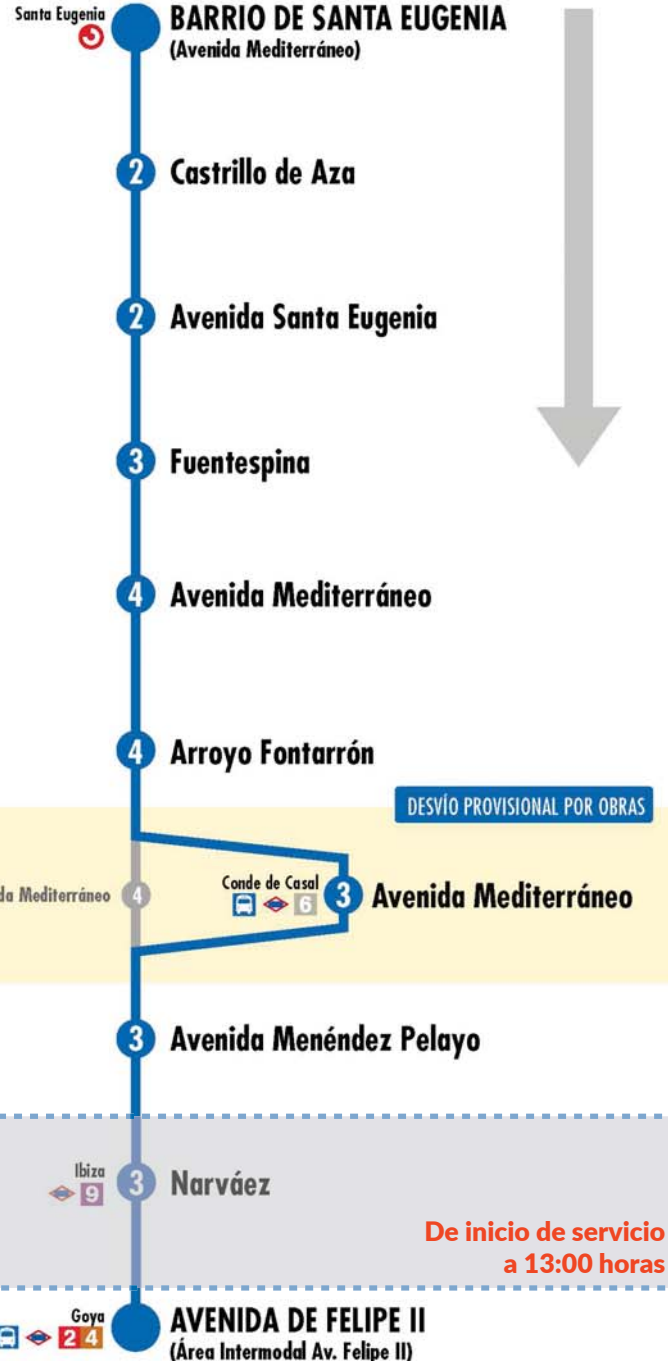 Santa Eugenia
BARRIO DE SANTA EUGENIA
(Avenida Mediterráneo)
2 Castrillo de Aza
2 Avenida Santa Eugenia
3 Fuentespina
4 Avenida Mediterráneo
4 Arroyo Fontarrón
DESVÍO PROVISIONAL POR OBRAS
da Mediterráneo 4
Conde de Casal
6
3 Avenida Mediterráneo
3 Avenida Menéndez Pelayo
Ibiza
9
3 Narváez
De inicio de servicio
a 13:00 horas
Goya
2 4
AVENIDA DE FELIPE II
(Área Intermodal Av. Felipe II)